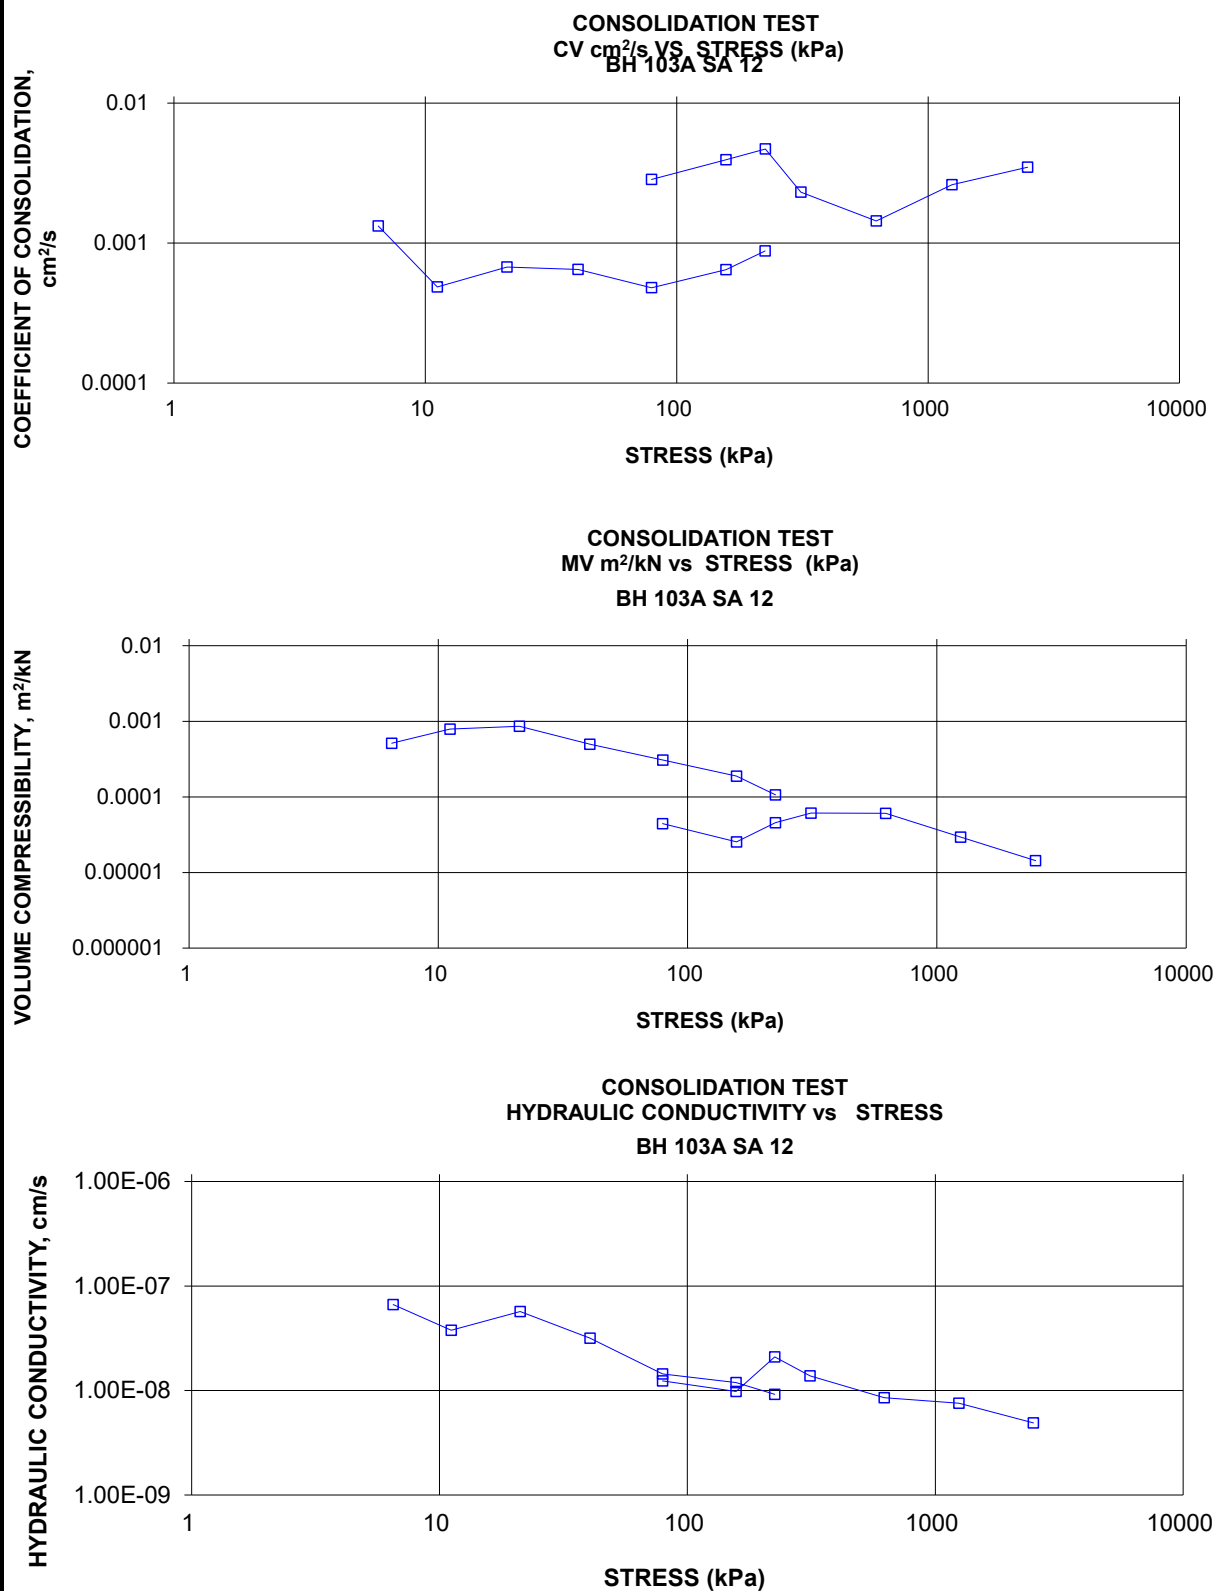 CONSOLIDATION TEST
CV cm²/s VS STRESS (kPa)
BH 103A SA 12
COEFFICIENT OF CONSOLIDATION,
cm²/s
0.01
0.001
0.0001
1 10 100 1000 10000
STRESS (kPa)
CONSOLIDATION TEST
MV m²/kN vs STRESS (kPa)
BH 103A SA 12
VOLUME COMPRESSIBILITY, m²/kN
0.01
0.001
0.0001
0.00001
0.000001
1 10 100 1000 10000
STRESS (kPa)
CONSOLIDATION TEST
HYDRAULIC CONDUCTIVITY vs STRESS
BH 103A SA 12
HYDRAULIC CONDUCTIVITY, cm/s
1.00E-06
1.00E-07
1.00E-08
1.00E-09
1 10 100 1000 10000
STRESS (kPa)